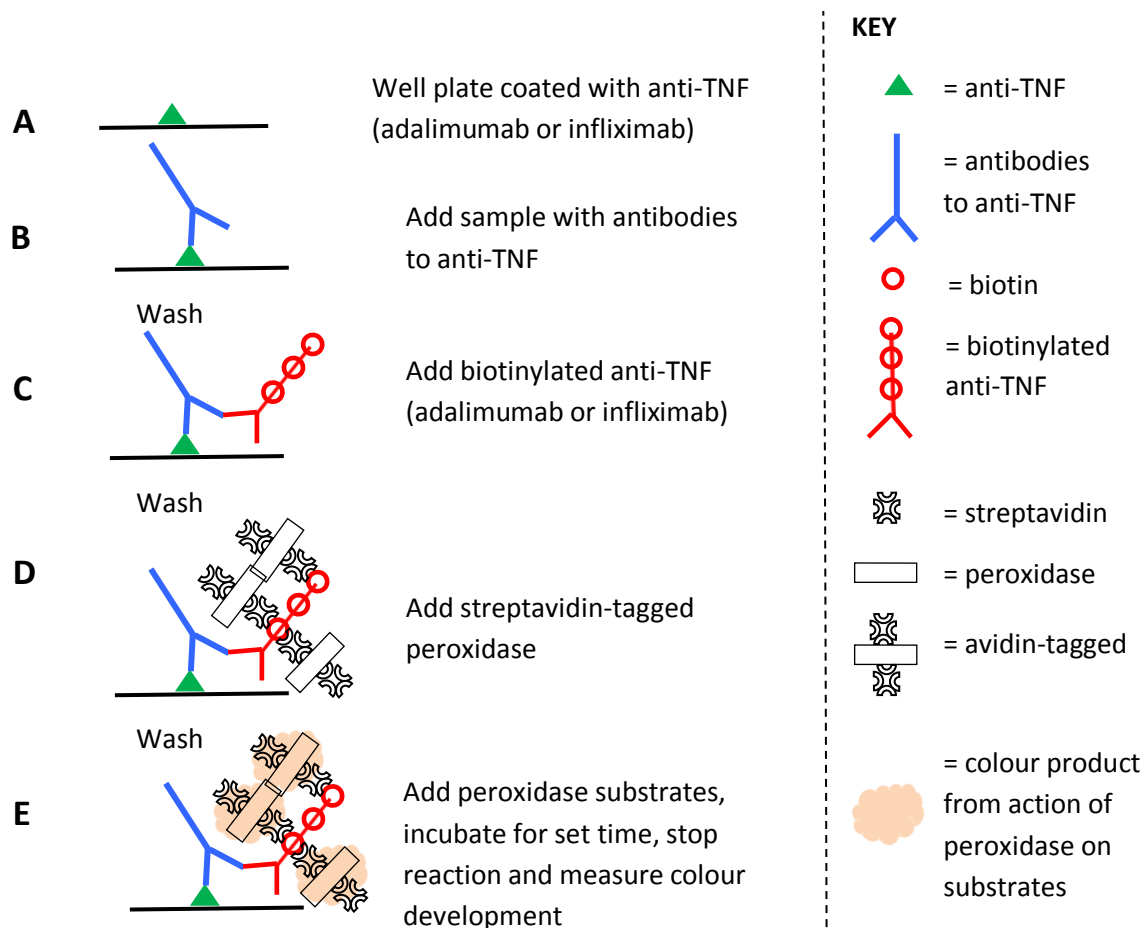 A
Well plate coated with anti-TNF
(adalimumab or infliximab)
B
Add sample with antibodies
to anti-TNF
Wash
C
Add biotinylated anti-TNF
(adalimumab or infliximab)
Wash
D
Add streptavidin-tagged
peroxidase
Wash
E
Add peroxidase substrates,
incubate for set time, stop
reaction and measure colour
development
KEY
= anti-TNF
= antibodies
to anti-TNF
= biotin
= biotinylated
anti-TNF
= streptavidin
= peroxidase
= avidin-tagged
= colour product
from action of
peroxidase on
substrates